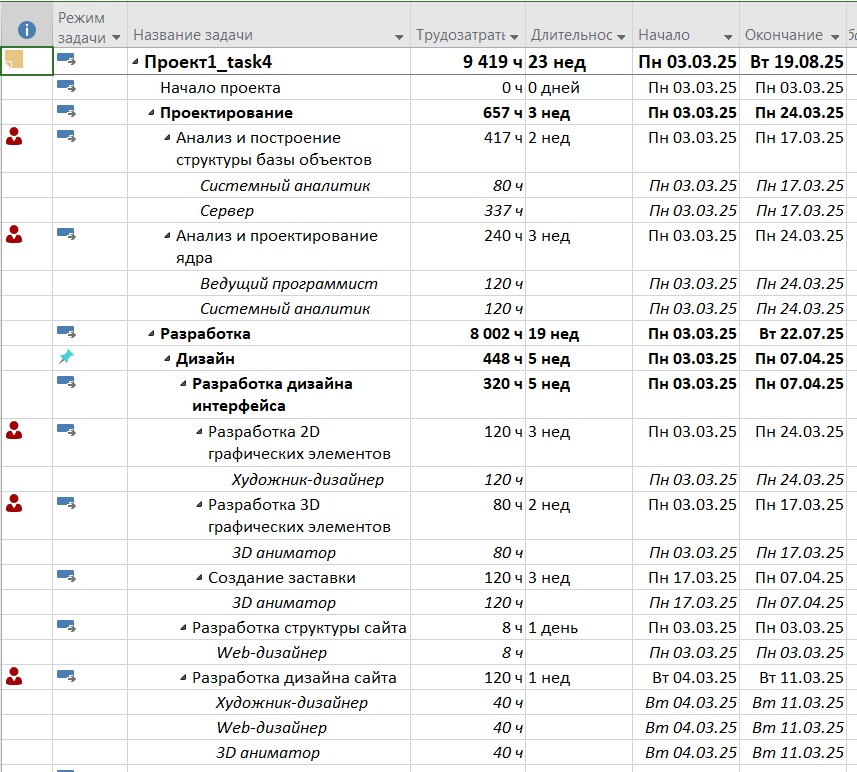 Режим задачи Название задачи Трудозатраты Длительнос Начало Окончание
Проект1_task4 9 419 ч 23 нед Пн 03.03.25 Вт 19.08.25
Начало проекта 0 ч 0 дней Пн 03.03.25 Пн 03.03.25
Проектирование 657 ч 3 нед Пн 03.03.25 Пн 24.03.25
Анализ и построение 417 ч 2 нед Пн 03.03.25 Пн 17.03.25
структуры базы объектов
Системный аналитик 80 ч Пн 03.03.25 Пн 17.03.25
Сервер 337 ч Пн 03.03.25 Пн 17.03.25
Анализ и проектирование 240 ч 3 нед Пн 03.03.25 Пн 24.03.25
ядра
Ведущий программист 120 ч Пн 03.03.25 Пн 24.03.25
Системный аналитик 120 ч Пн 03.03.25 Пн 24.03.25
Разработка 8 002 ч 19 нед Пн 03.03.25 Вт 22.07.25
Дизайн 448 ч 5 нед Пн 03.03.25 Пн 07.04.25
Разработка дизайна 320 ч 5 нед Пн 03.03.25 Пн 07.04.25
интерфейса
Разработка 2D 120 ч 3 нед Пн 03.03.25 Пн 24.03.25
графических элементов
Художник-дизайнер 120 ч Пн 03.03.25 Пн 24.03.25
Разработка 3D 80 ч 2 нед Пн 03.03.25 Пн 17.03.25
графических элементов
3D аниматор 80 ч Пн 03.03.25 Пн 17.03.25
Создание заставки 120 ч 3 нед Пн 17.03.25 Пн 07.04.25
3D аниматор 120 ч Пн 17.03.25 Пн 07.04.25
Разработка структуры сайта 8 ч 1 день Пн 03.03.25 Пн 03.03.25
Web-дизайнер 8 ч Пн 03.03.25 Пн 03.03.25
Разработка дизайна сайта 120 ч 1 нед Вт 04.03.25 Вт 11.03.25
Художник-дизайнер 40 ч Вт 04.03.25 Вт 11.03.25
Web-дизайнер 40 ч Вт 04.03.25 Вт 11.03.25
3D аниматор 40 ч Вт 04.03.25 Вт 11.03.25